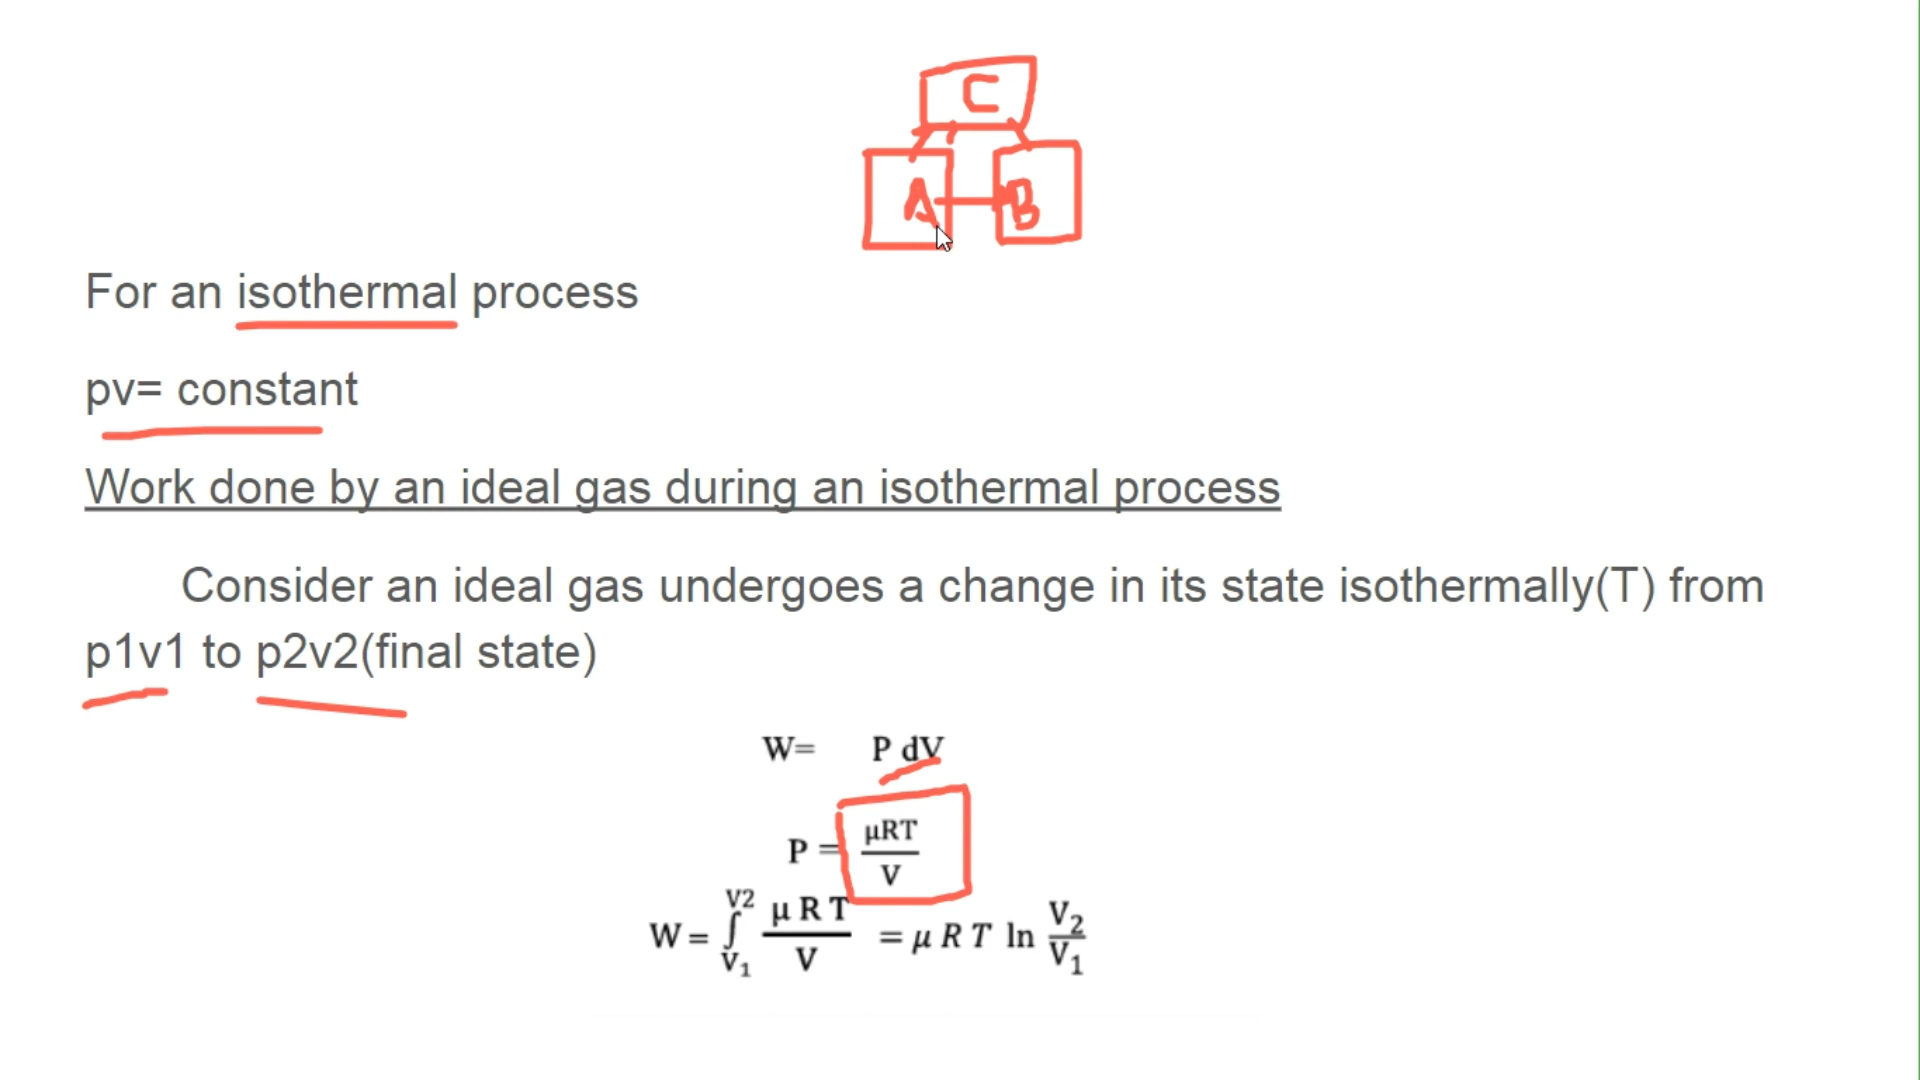 C
A B
For an isothermal process
pv= constant
Work done by an ideal gas during an isothermal process
Consider an ideal gas undergoes a change in its state isothermally(T) from
p1v1 to p2v2(final state)
W= P dV
P = μRT/V
W = ∫_V₁^V2 μ R T/V = μ R T ln V₂/V₁